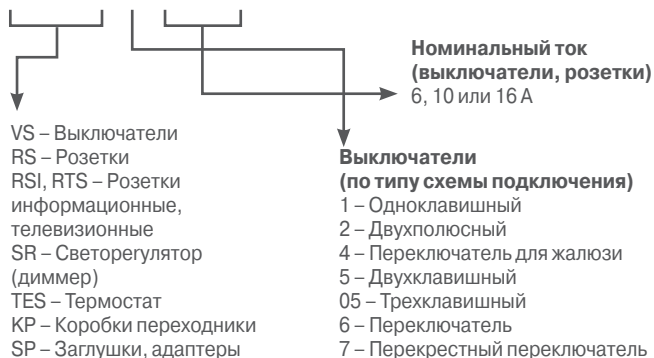 Номинальный ток
(выключатели, розетки)
6, 10 или 16 А
VS – Выключатели
RS – Розетки
RSI, RTS – Розетки
информационные,
телевизионные
SR – Светорегулятор
(диммер)
TES – Термостат
KP – Коробки переходники
SP – Заглушки, адаптеры
Выключатели
(по типу схемы подключения)
1 – Одноклавишный
2 – Двухполюсный
4 – Переключатель для жалюзи
5 – Двухклавишный
05 – Трехклавишный
6 – Переключатель
7 – Перекрестный переключатель